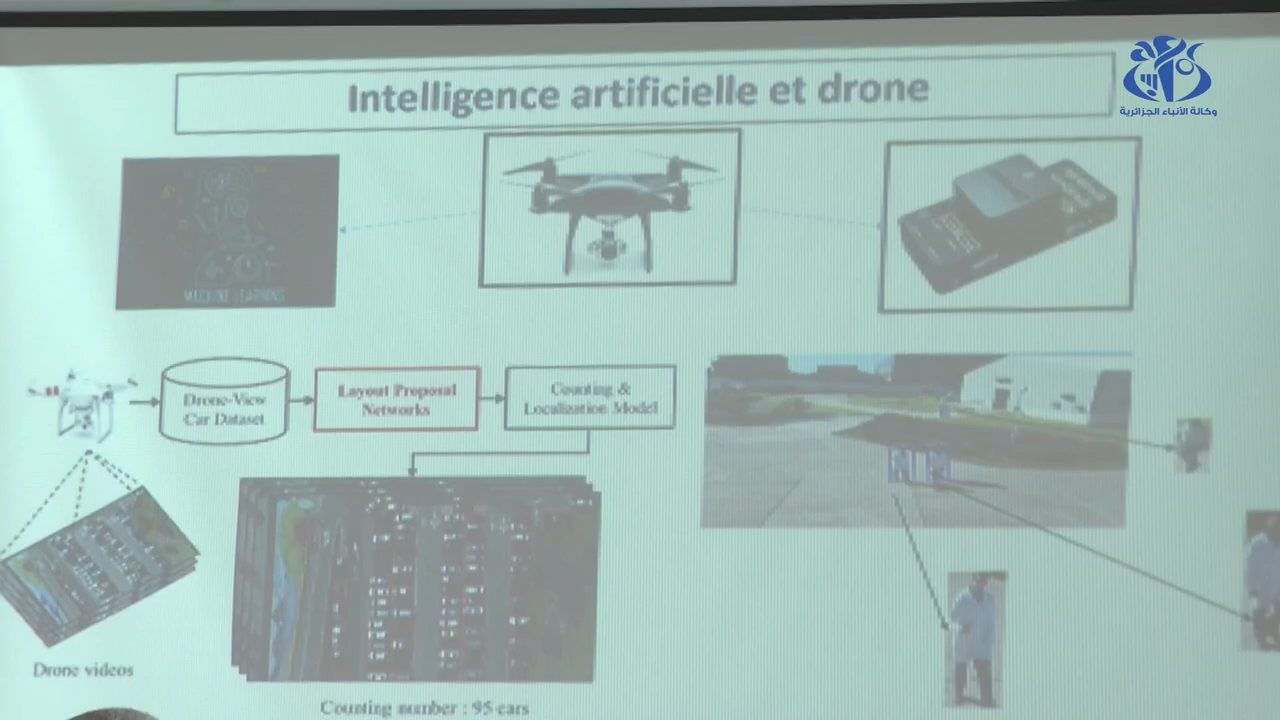 Intelligence artificielle et drone
وكالة الأنباء الجزائرية
MACHINE LEARNING
Drone-View
Car Dataset
Layout Proposal
Networks
Counting &
Localization Model
Drone videos
Counting number : 95 cars